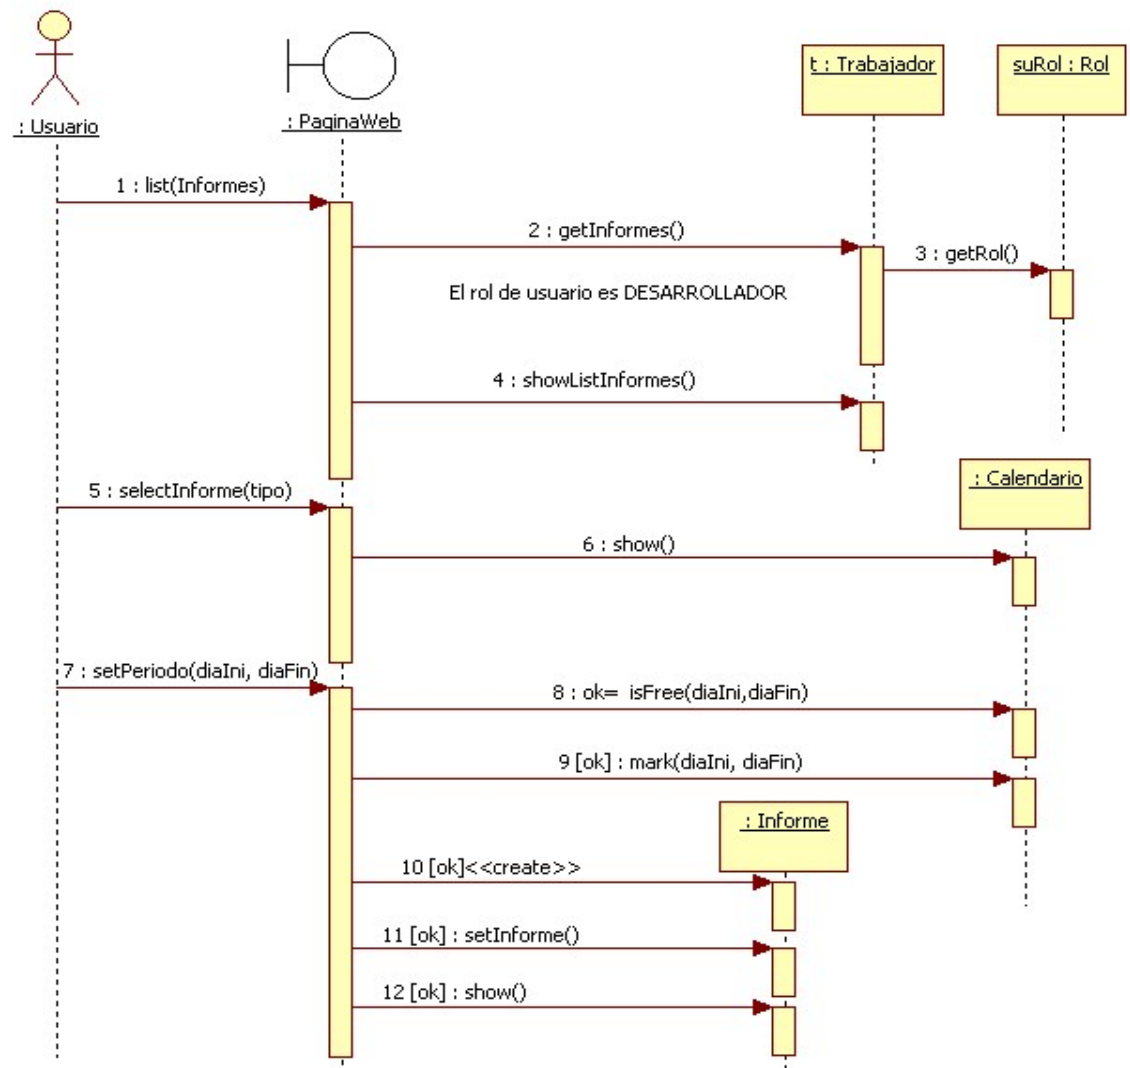 t : Trabajador
suRol : Rol
: Usuario
: PaginaWeb
1 : list(Informes)
2 : getInformes()
3 : getRol()
El rol de usuario es DESARROLLADOR
4 : showListInformes()
: Calendario
5 : selectInforme(tipo)
6 : show()
7 : setPeriodo(diaIni, diaFin)
8 : ok= isFree(diaIni,diaFin)
9 [ok] : mark(diaIni, diaFin)
: Informe
10 [ok]<<create>>
11 [ok] : setInforme()
12 [ok] : show()